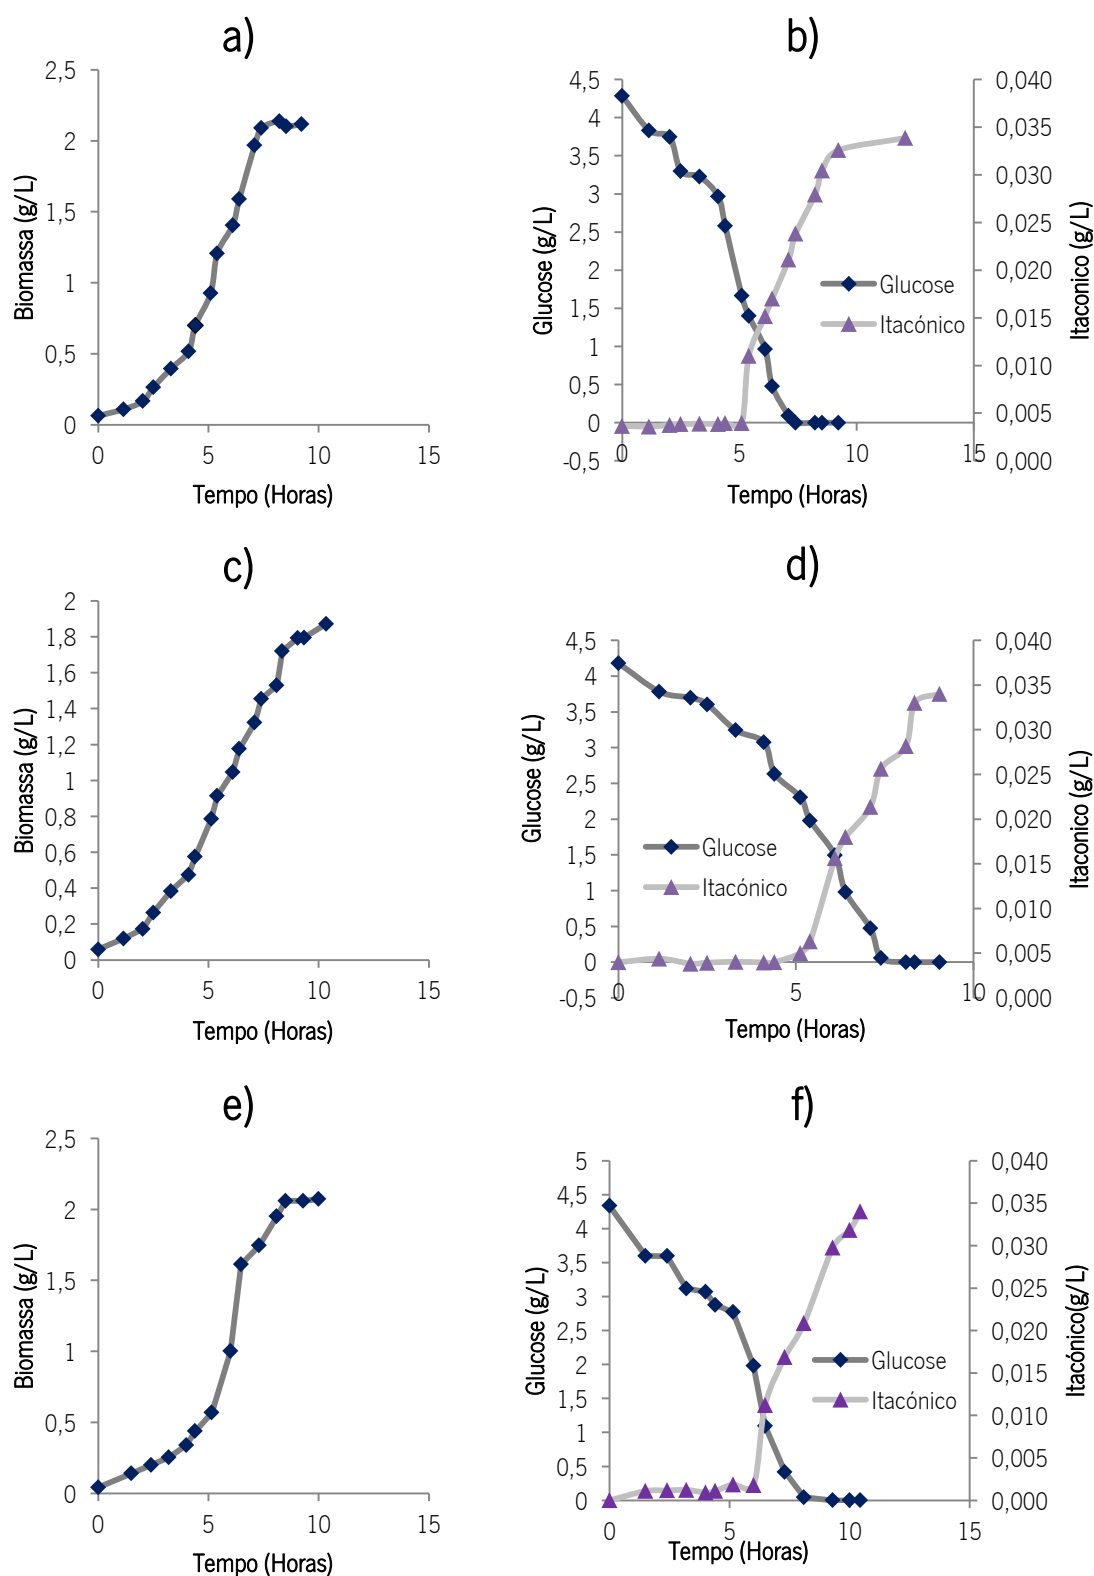 a)
2,5
2
1,5
1
0,5
0
0 5 10 15
Biomassa (g/L)
Tempo (Horas)
b)
4,5
4
3,5
3
2,5
2
1,5
1
0,5
0
-0,5
0 5 10 15
0,040
0,035
0,030
0,025
0,020
0,015
0,010
0,005
0,000
Glucose (g/L)
Itaconico (g/L)
Glucose
Itacónico
Tempo (Horas)
c)
2
1,8
1,6
1,4
1,2
1
0,8
0,6
0,4
0,2
0
0 5 10 15
Biomassa (g/L)
Tempo (Horas)
d)
4,5
4
3,5
3
2,5
2
1,5
1
0,5
0
-0,5
0 5 10
0,040
0,035
0,030
0,025
0,020
0,015
0,010
0,005
0,000
Glucose (g/L)
Itaconico (g/L)
Glucose
Itacónico
Tempo (Horas)
e)
2,5
2
1,5
1
0,5
0
0 5 10 15
Biomassa (g/L)
Tempo (Horas)
f)
5
4,5
4
3,5
3
2,5
2
1,5
1
0,5
0
0 5 10 15
0,040
0,035
0,030
0,025
0,020
0,015
0,010
0,005
0,000
Glucose (g/L)
Itacónico(g/L)
Glucose
Itacónico
Tempo (Horas)